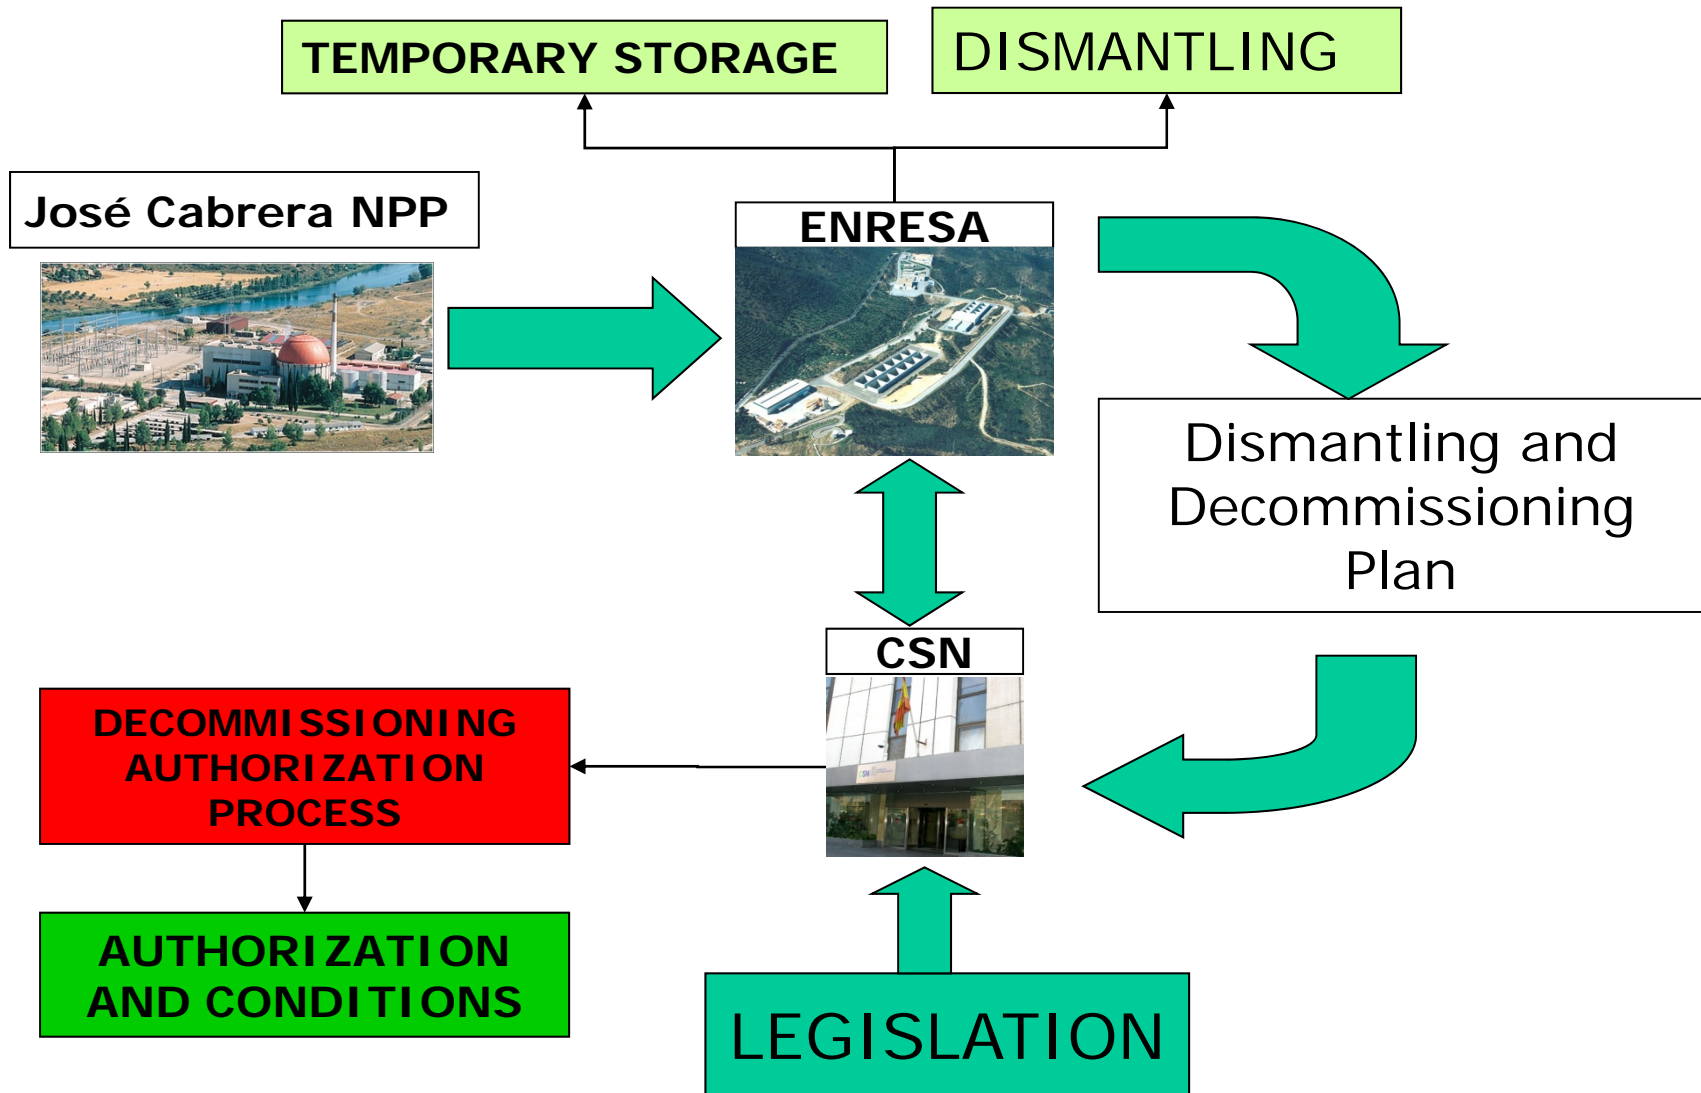 TEMPORARY STORAGE
DISMANTLING
José Cabrera NPP
ENRESA
Dismantling and
Decommissioning
Plan
CSN
DECOMMISSIONING
AUTHORIZATION
PROCESS
AUTHORIZATION
AND CONDITIONS
LEGISLATION